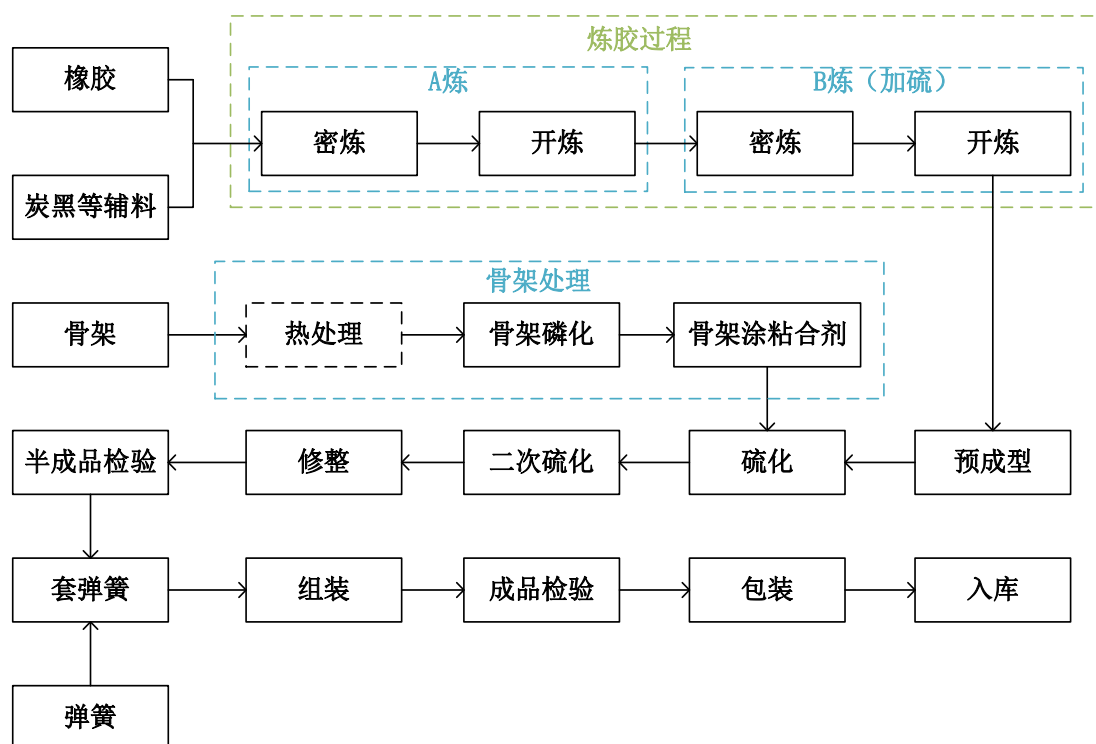 炼胶过程
橡胶
A炼
B炼（加硫）
密炼
开炼
密炼
开炼
炭黑等辅料
骨架处理
骨架
热处理
骨架磷化
骨架涂粘合剂
半成品检验
修整
二次硫化
硫化
预成型
套弹簧
组装
成品检验
包装
入库
弹簧